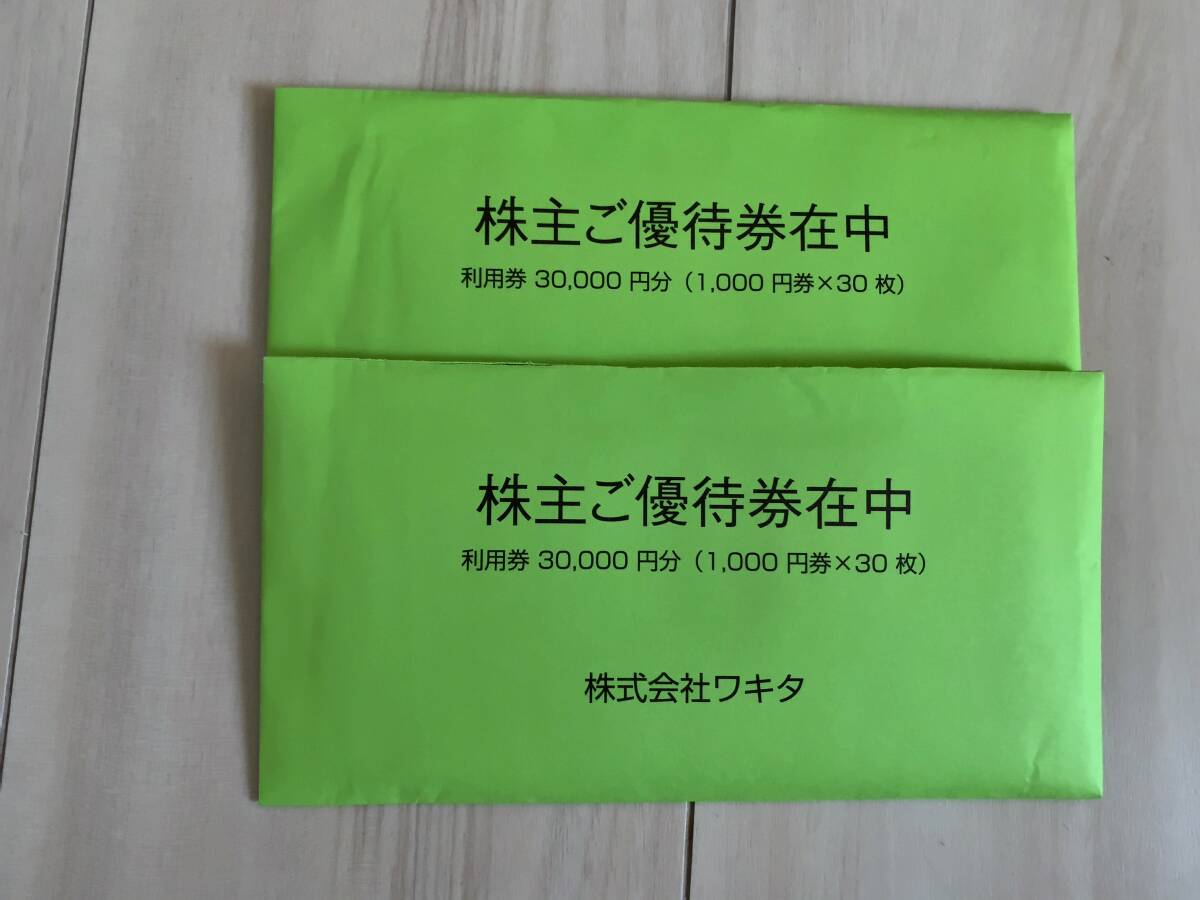 株主ご優待券在中
利用券 30,000 円分（1,000 円券×30 枚）
株主ご優待券在中
利用券 30,000 円分（1,000 円券×30 枚）
株式会社ワキタ